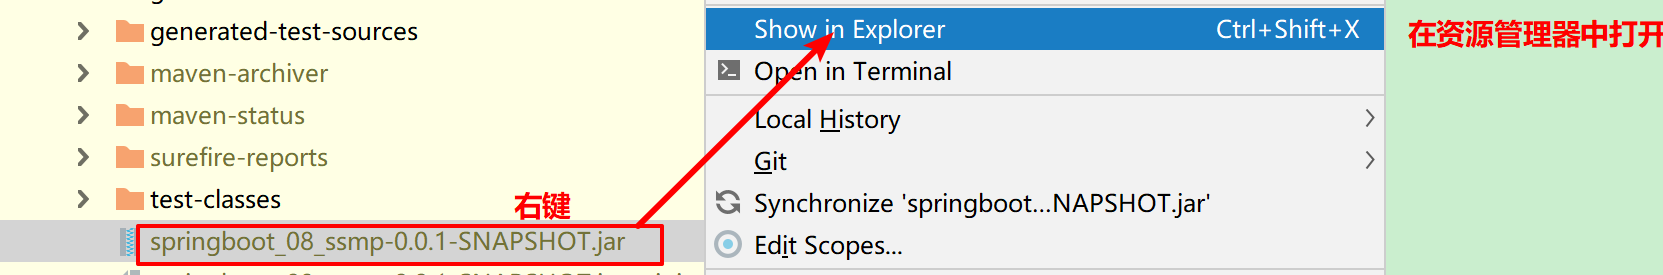 generated-test-sources
maven-archiver
maven-status
surefire-reports
test-classes
右键
springboot_08_ssmp-0.0.1-SNAPSHOT.jar
Show in Explorer Ctrl+Shift+X
Open in Terminal
Local History
Git
Synchronize 'springboot...NAPSHOT.jar'
Edit Scopes...
在资源管理器中打开